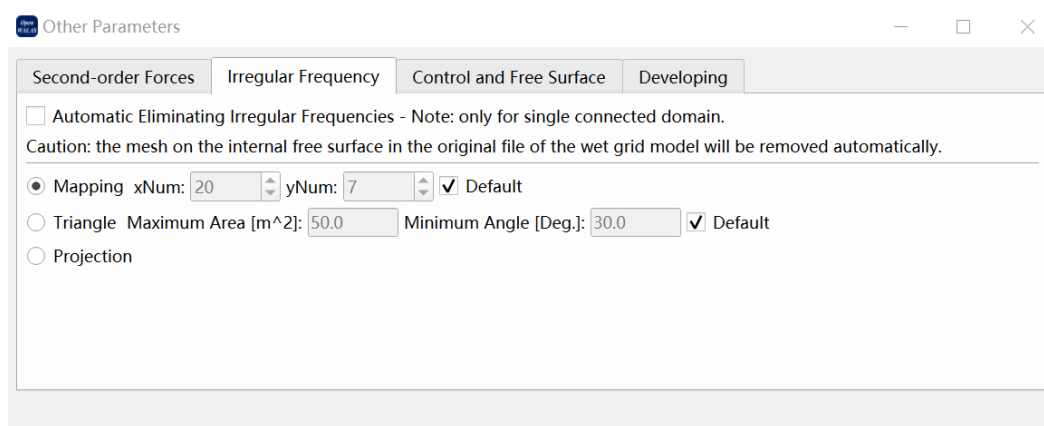 Open
WALAS
Other Parameters
Second-order Forces Irregular Frequency Control and Free Surface Developing
Automatic Eliminating Irregular Frequencies - Note: only for single connected domain.
Caution: the mesh on the internal free surface in the original file of the wet grid model will be removed automatically.
Mapping xNum: 20 yNum: 7 Default
Triangle Maximum Area [m^2]: 50.0 Minimum Angle [Deg.]: 30.0 Default
Projection